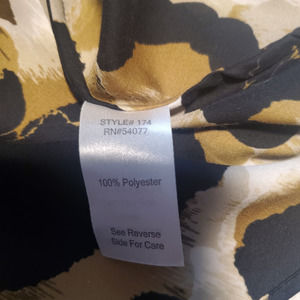 STYLE# 174
RN#54077
100% Polyester
See Reverse
Side For Care